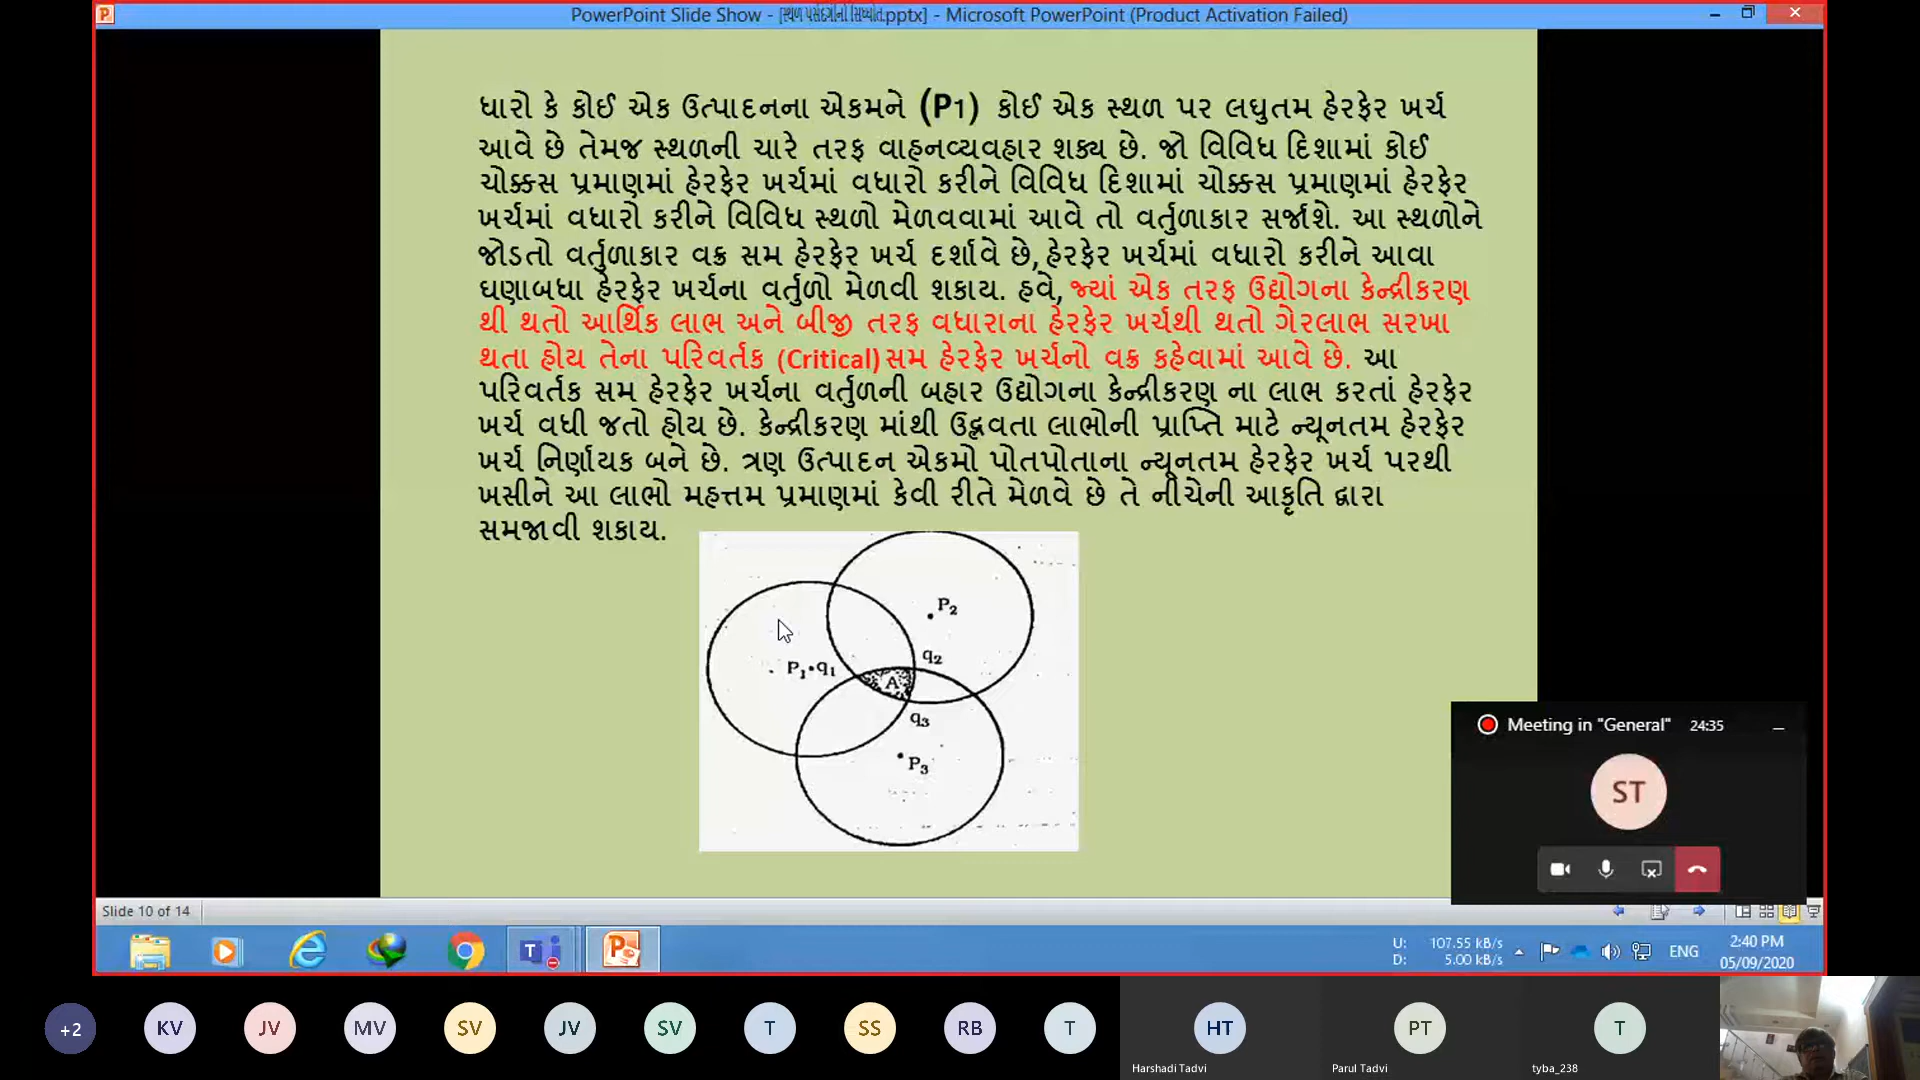 PowerPoint Slide Show - [સ્થળ પસંદગીનો સિધ્ધાંત.pptx] - Microsoft PowerPoint (Product Activation Failed)
ધારો કે કોઈ એક ઉત્પાદનના એકમને (P1) કોઈ એક સ્થળ પર લઘુતમ હેરફેર ખર્ચ
આવે છે તેમજ સ્થળની ચારે તરફ વાહનવ્યવહાર શક્ય છે. જો વિવિધ દિશામાં કોઈ
ચોક્ક્સ પ્રમાણમાં હેરફેર ખર્ચમાં વધારો કરીને વિવિધ દિશામાં ચોક્ક્સ પ્રમાણમાં હેરફેર
ખર્ચમાં વધારો કરીને વિવિધ સ્થળો મેળવવામાં આવે તો વર્તુળાકાર સર્જાશે. આ સ્થળોને
જોડતો વર્તુળાકાર વક્ર સમ હેરફેર ખર્ચ દર્શાવે છે, હેરફેર ખર્ચમાં વધારો કરીને આવા
ઘણાબધા હેરફેર ખર્ચના વર્તુળો મેળવી શકાય. હવે, જ્યાં એક તરફ ઉદ્યોગના કેન્દ્રીકરણ
થી થતો આર્થિક લાભ અને બીજી તરફ વધારાના હેરફેર ખર્ચથી થતો ગેરલાભ સરખા
થતા હોય તેના પરિવર્તક (Critical) સમ હેરફેર ખર્ચનો વક્ર કહેવામાં આવે છે. આ
પરિવર્તક સમ હેરફેર ખર્ચના વર્તુળની બહાર ઉદ્યોગના કેન્દ્રીકરણ ના લાભ કરતાં હેરફેર
ખર્ચ વધી જતો હોય છે. કેન્દ્રીકરણ માંથી ઉદ્ભવતા લાભોની પ્રાપ્તિ માટે ન્યૂનતમ હેરફેર
ખર્ચ નિર્ણાયક બને છે. ત્રણ ઉત્પાદન એકમો પોતપોતાના ન્યૂનતમ હેરફેર ખર્ચ પરથી
ખસીને આ લાભો મહત્તમ પ્રમાણમાં કેવી રીતે મેળવે છે તે નીચેની આકૃતિ દ્વારા
સમજાવી શકાય.
P2
q2
P1 q1
A
q3
P3
Meeting in "General" 24:35
ST
Slide 10 of 14
U: 107.55 kB/s
D: 5.00 kB/s
ENG
2:40 PM
05/09/2020
+2 KV JV MV SV JV SV T SS RB T HT PT T
Harshadi Tadvi Parul Tadvi tyba_238